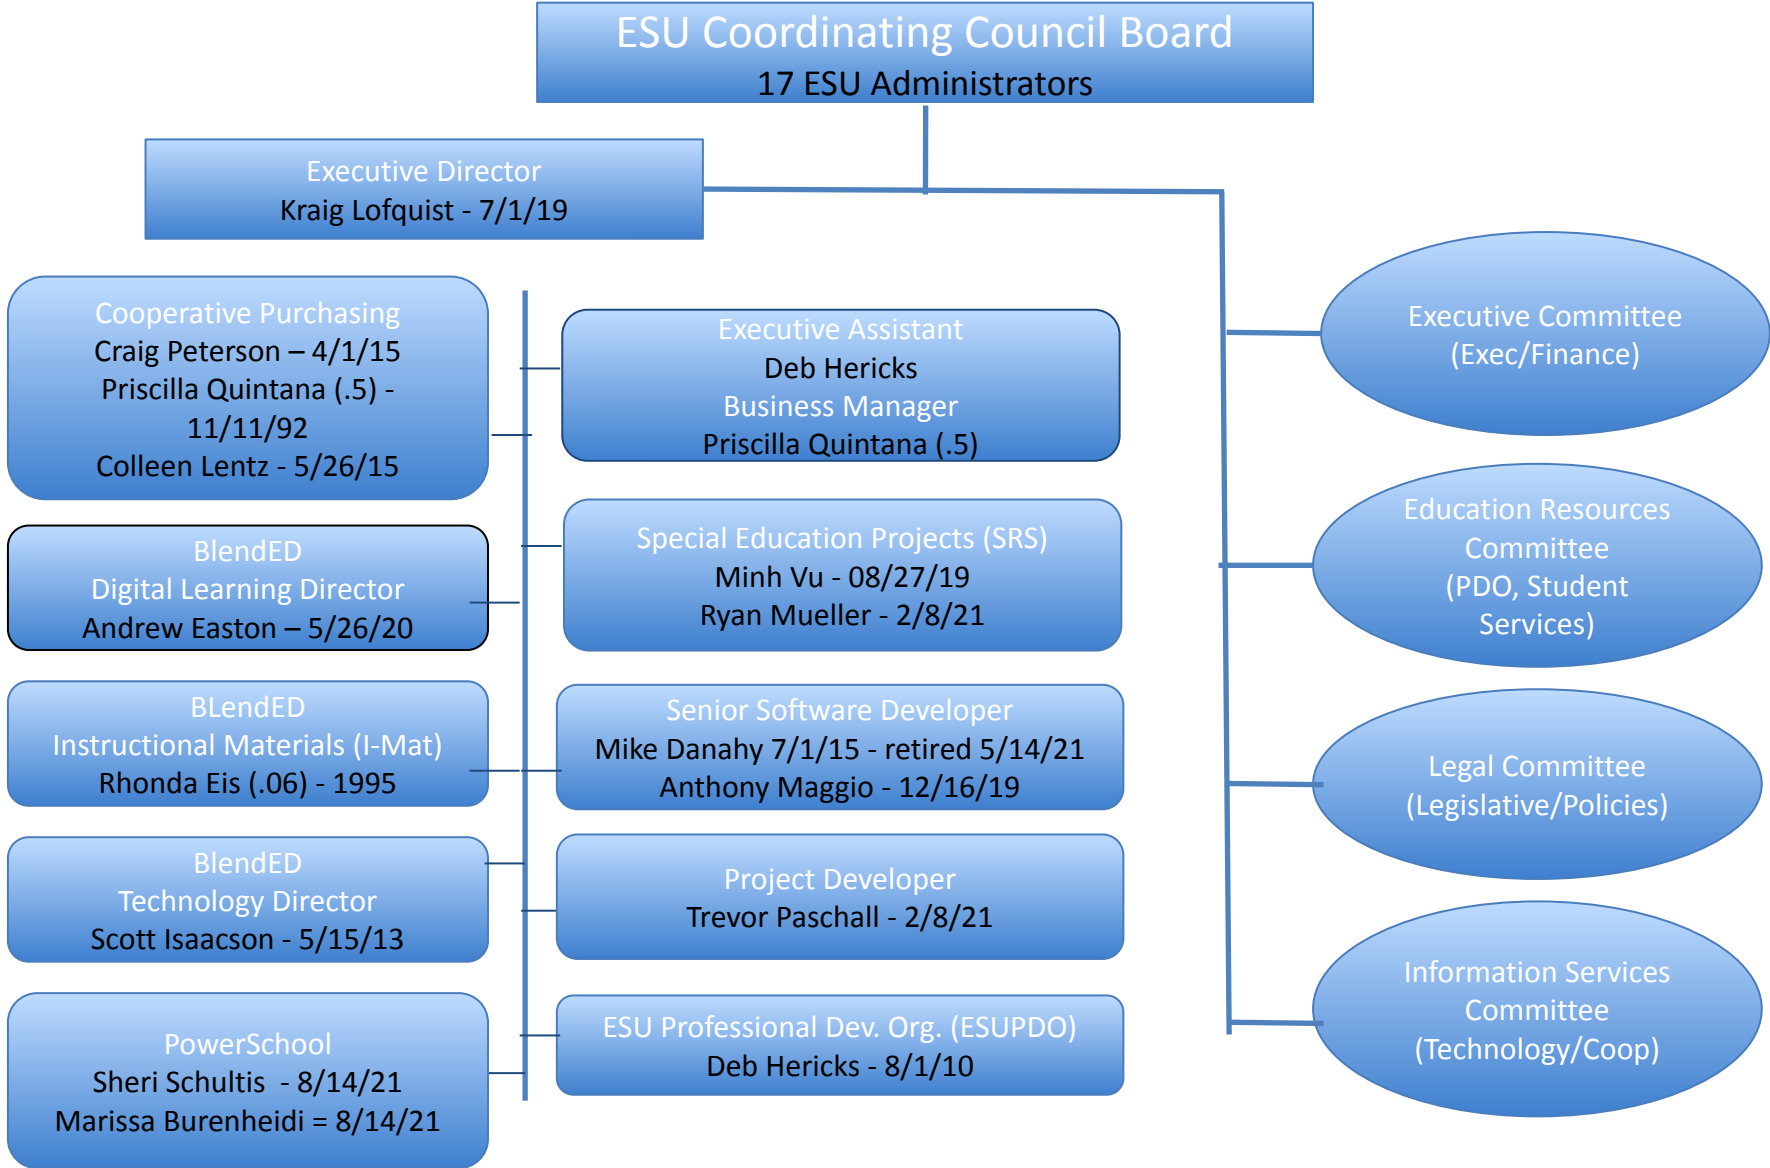 ESU Coordinating Council Board
17 ESU Administrators
Executive Director
Kraig Lofquist - 7/1/19
Cooperative Purchasing
Craig Peterson – 4/1/15
Priscilla Quintana (.5) -
11/11/92
Colleen Lentz - 5/26/15
Executive Assistant
Deb Hericks
Business Manager
Priscilla Quintana (.5)
Executive Committee
(Exec/Finance)
BlendED
Digital Learning Director
Andrew Easton – 5/26/20
Special Education Projects (SRS)
Minh Vu - 08/27/19
Ryan Mueller - 2/8/21
Education Resources
Committee
(PDO, Student
Services)
BLendED
Instructional Materials (I-Mat)
Rhonda Eis (.06) - 1995
Senior Software Developer
Mike Danahy 7/1/15 - retired 5/14/21
Anthony Maggio - 12/16/19
Legal Committee
(Legislative/Policies)
BlendED
Technology Director
Scott Isaacson - 5/15/13
Project Developer
Trevor Paschall - 2/8/21
PowerSchool
Sheri Schultis  - 8/14/21
Marissa Burenheidi = 8/14/21
ESU Professional Dev. Org. (ESUPDO)
Deb Hericks - 8/1/10
Information Services
Committee
(Technology/Coop)